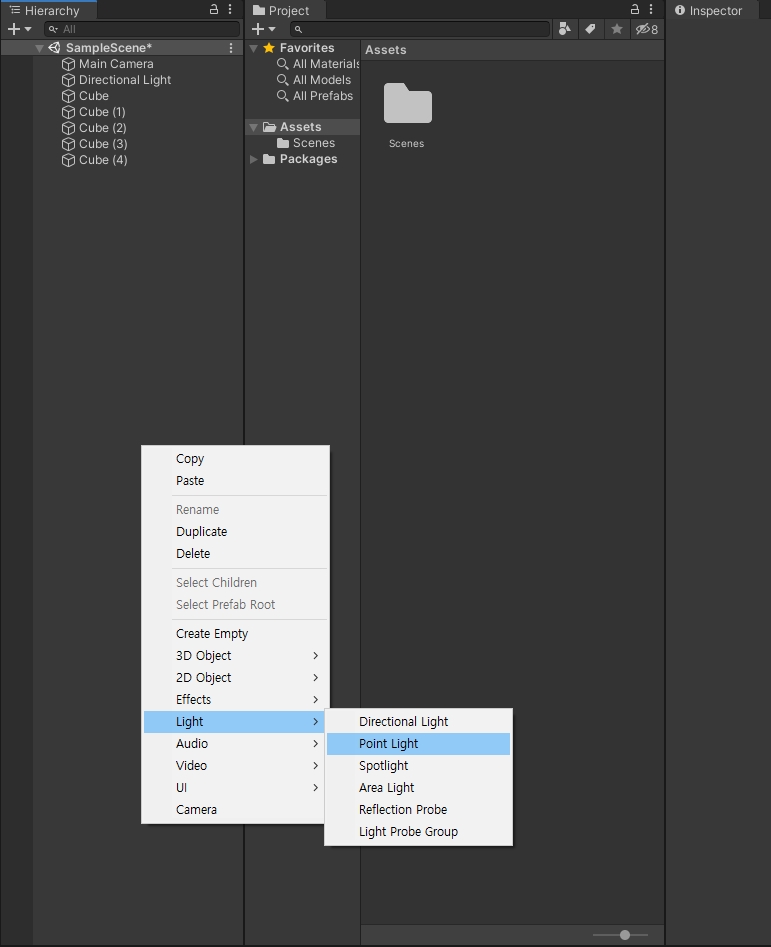 Hierarchy
All
SampleScene*
Main Camera
Directional Light
Cube
Cube (1)
Cube (2)
Cube (3)
Cube (4)
Project
8
Favorites
All Materials
All Models
All Prefabs
Assets
Scenes
Packages
Assets
Scenes
Inspector
Copy
Paste
Rename
Duplicate
Delete
Select Children
Select Prefab Root
Create Empty
3D Object
2D Object
Effects
Light
Audio
Video
UI
Camera
Directional Light
Point Light
Spotlight
Area Light
Reflection Probe
Light Probe Group